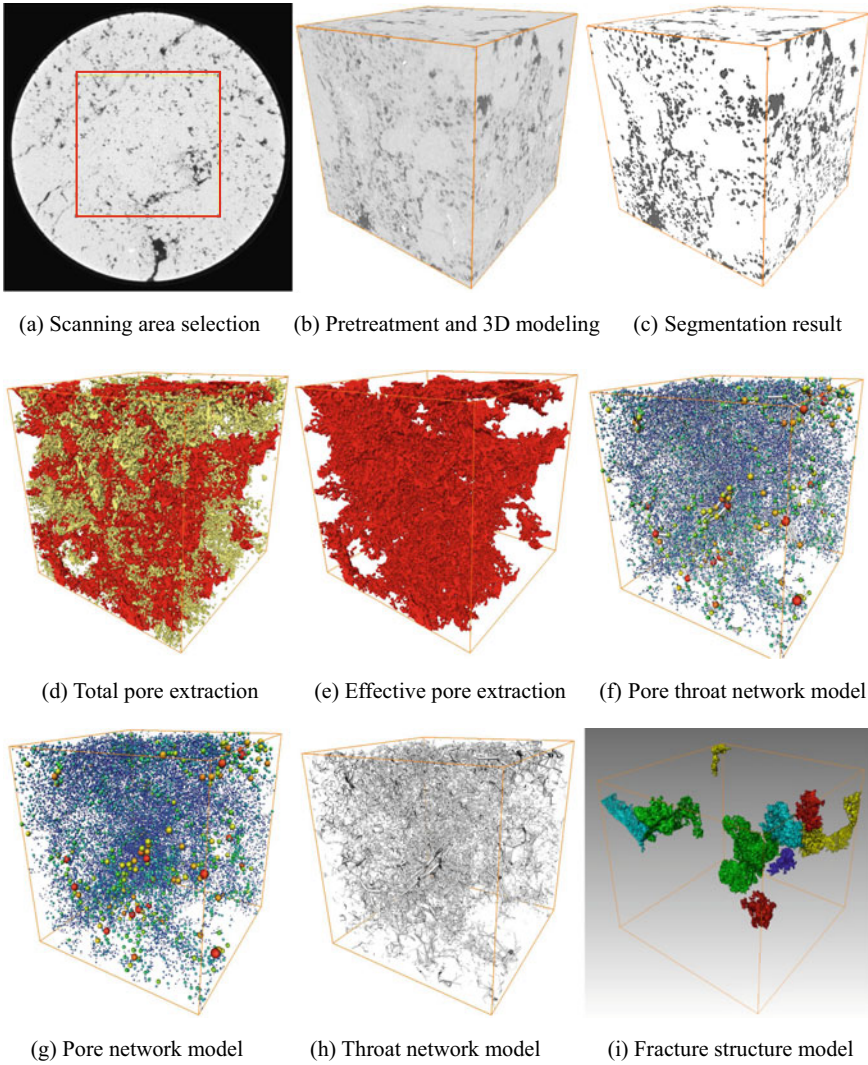 (a) Scanning area selection
(b) Pretreatment and 3D modeling
(c) Segmentation result
(d) Total pore extraction
(e) Effective pore extraction
(f) Pore throat network model
(g) Pore network model
(h) Throat network model
(i) Fracture structure model